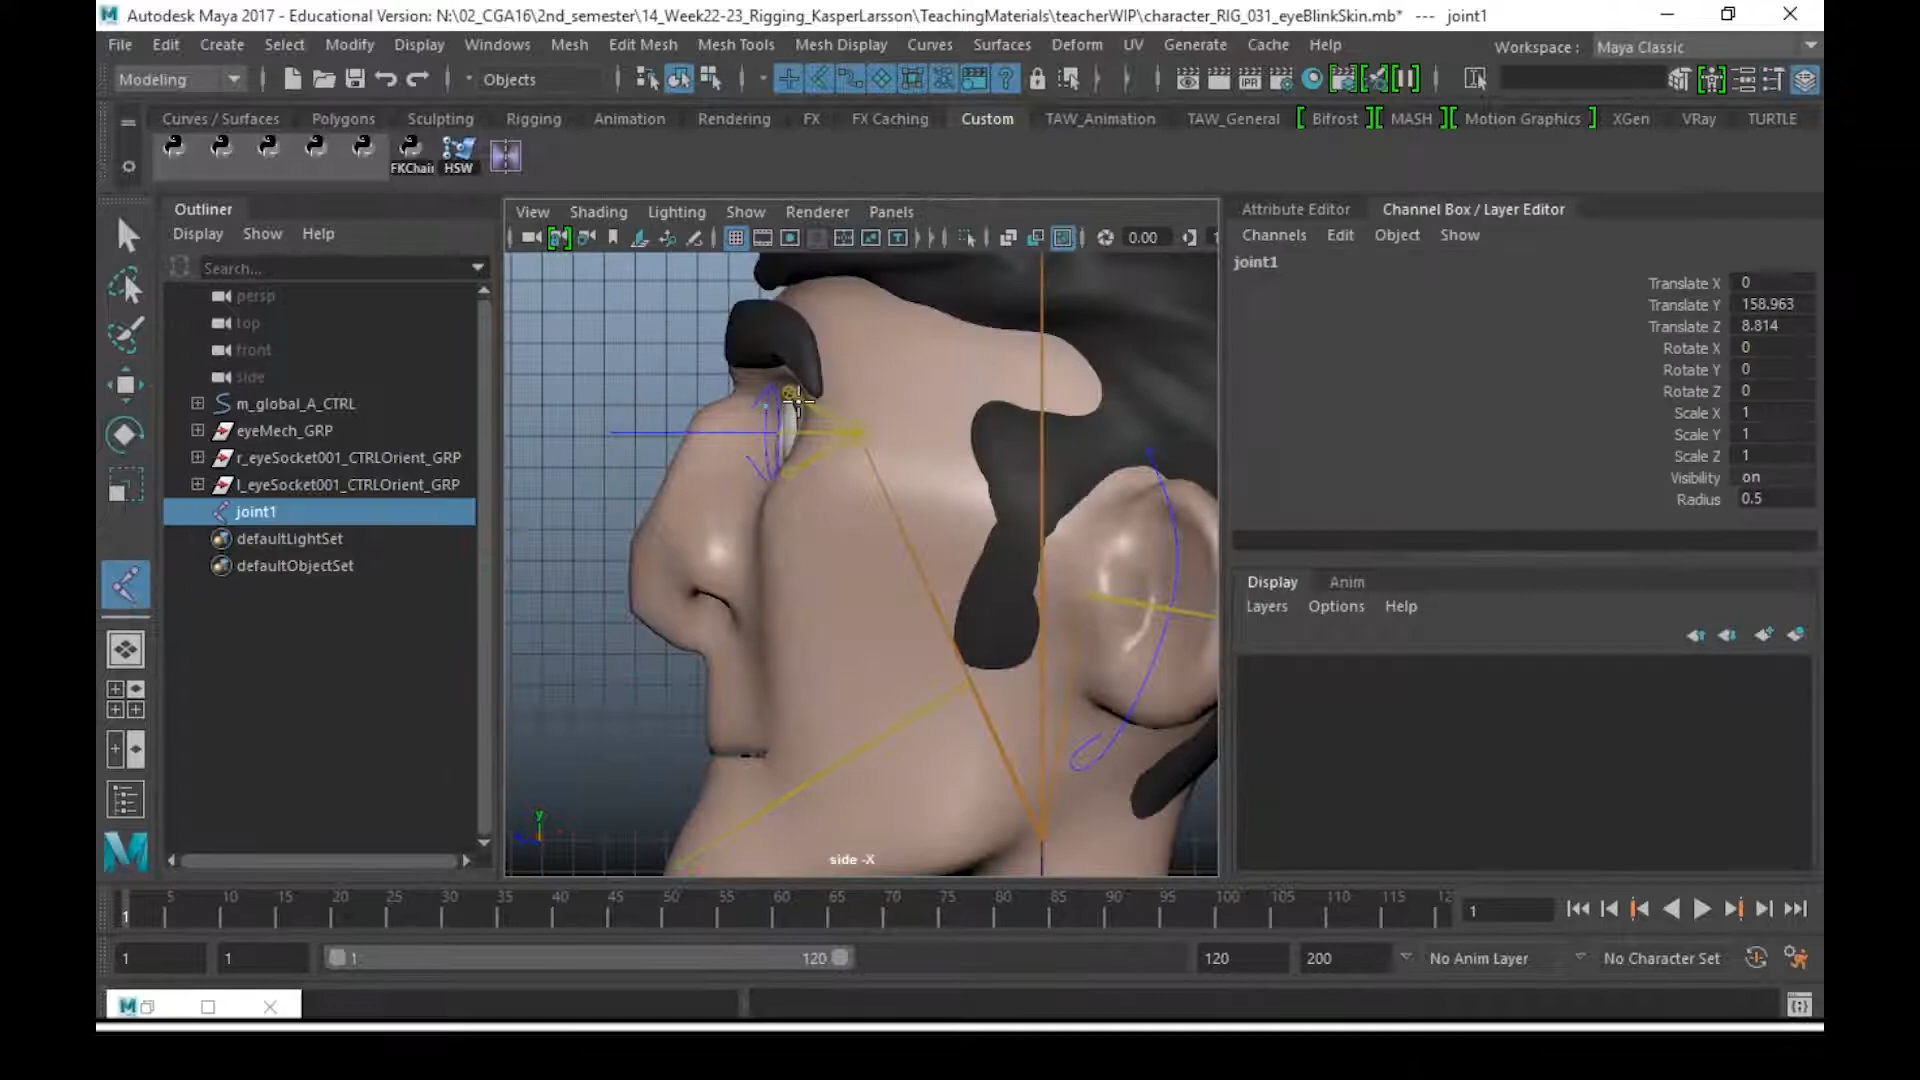 Autodesk Maya 2017 - Educational Version: N:\02_CGA16\2nd_semester\14_Week22-23_Rigging_KasperLarsson\TeachingMaterials\teacherWIP\character_RIG_031_eyeBlinkSkin.mb* --- joint1
File Edit Create Select Modify Display Windows Mesh Edit Mesh Mesh Tools Mesh Display Curves Surfaces Deform UV Generate Cache Help Workspace : Maya Classic
Modeling Objects IPR
Curves / Surfaces Polygons Sculpting Rigging Animation Rendering FX FX Caching Custom TAW_Animation TAW_General Bifrost MASH Motion Graphics XGen VRay TURTLE
FKChair HSW
Outliner
Display Show Help
Search...
persp
top
front
side
m_global_A_CTRL
eyeMech_GRP
r_eyeSocket001_CTRLOrient_GRP
l_eyeSocket001_CTRLOrient_GRP
joint1
defaultLightSet
defaultObjectSet
View Shading Lighting Show Renderer Panels
0.00 1
y
side -X
Attribute Editor Channel Box / Layer Editor
Channels Edit Object Show
joint1
Translate X 0
Translate Y 158.963
Translate Z 8.814
Rotate X 0
Rotate Y 0
Rotate Z 0
Scale X 1
Scale Y 1
Scale Z 1
Visibility on
Radius 0.5
Display Anim
Layers Options Help
1 5 10 15 20 25 30 35 40 45 50 55 60 65 70 75 80 85 90 95 100 105 110 115 12 1
1 1 1 120 120 200 No Anim Layer No Character Set